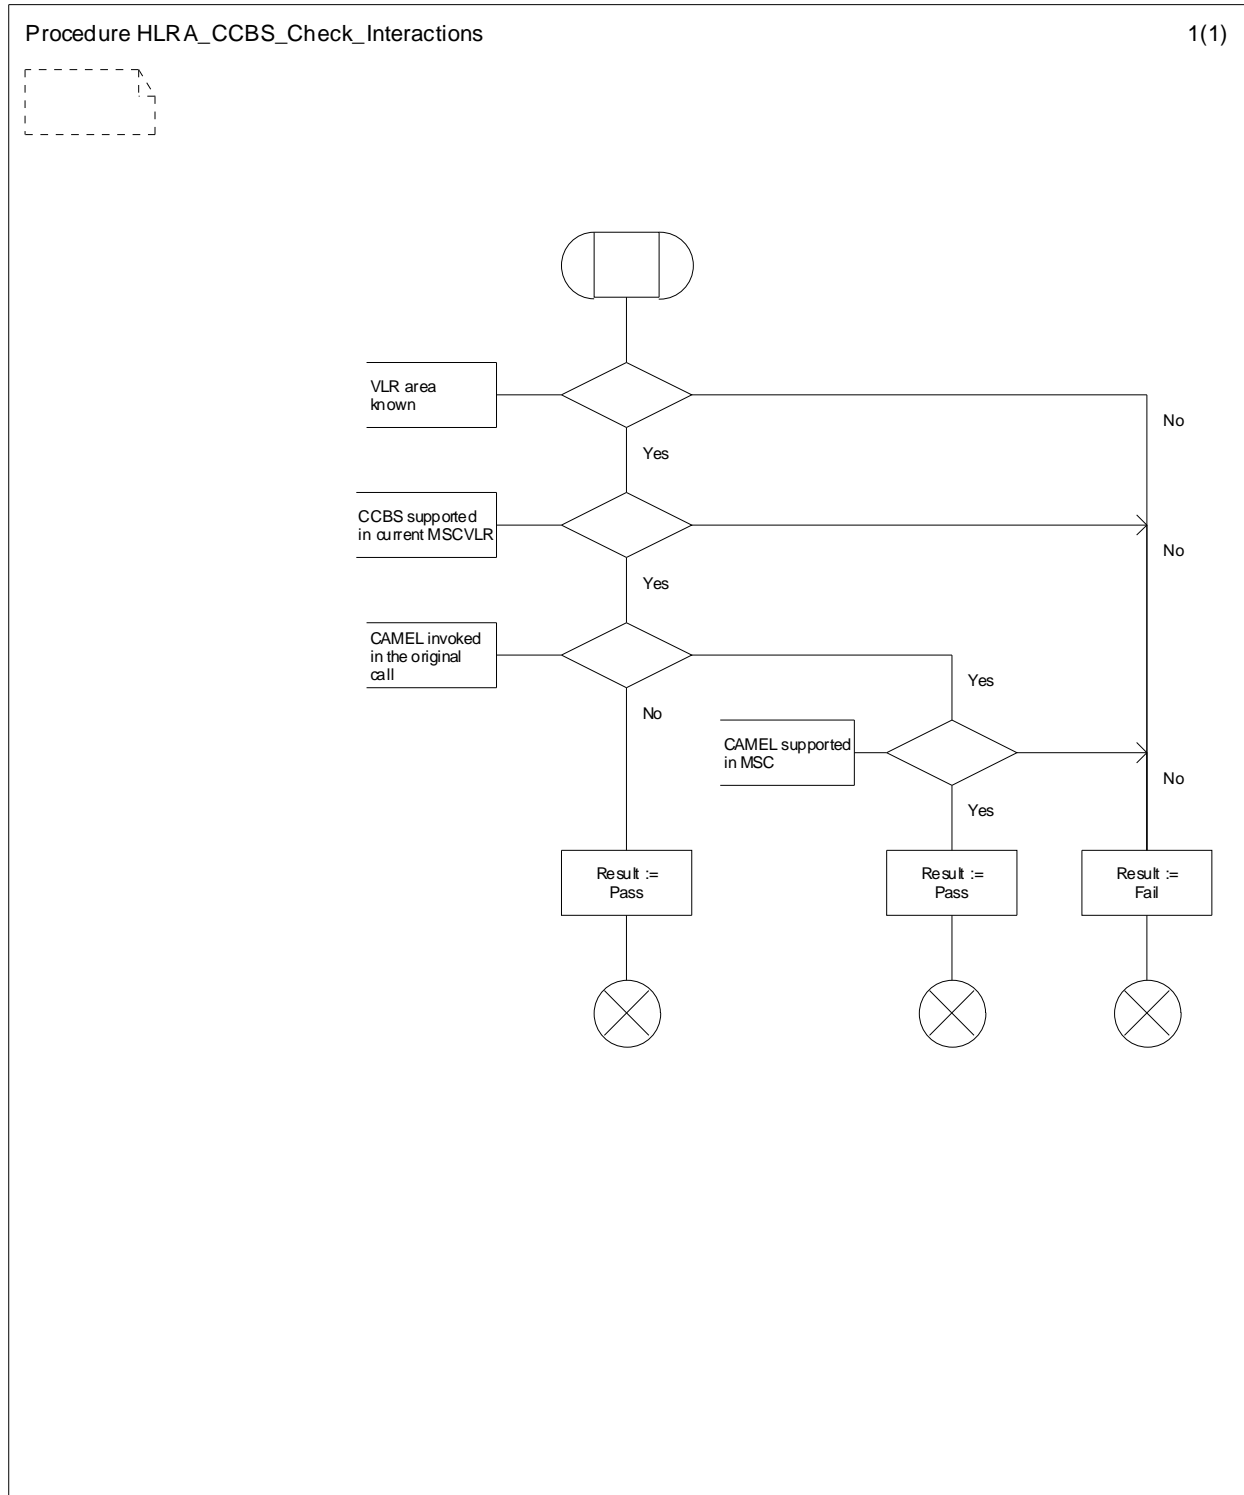 Procedure HLRA_CCBS_Check_Interactions
1(1)
VLR area
known
No
Yes
CCBS supported
in current MSCVLR
No
Yes
CAMEL invoked
in the original
call
Yes
No
CAMEL supported
in MSC
No
Yes
Result :=
Pass
Result :=
Pass
Result :=
Fail